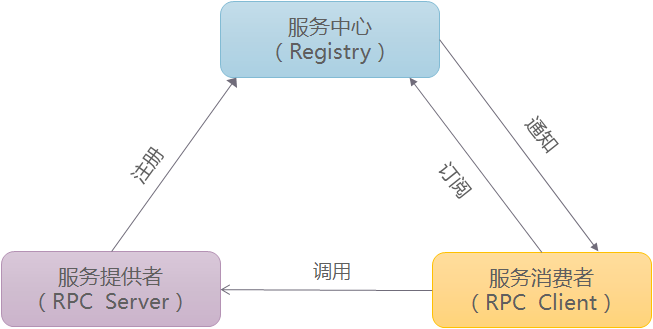 服务中心
（Registry）
注册
订阅
通知
服务提供者
（RPC Server）
调用
服务消费者
（RPC Client）